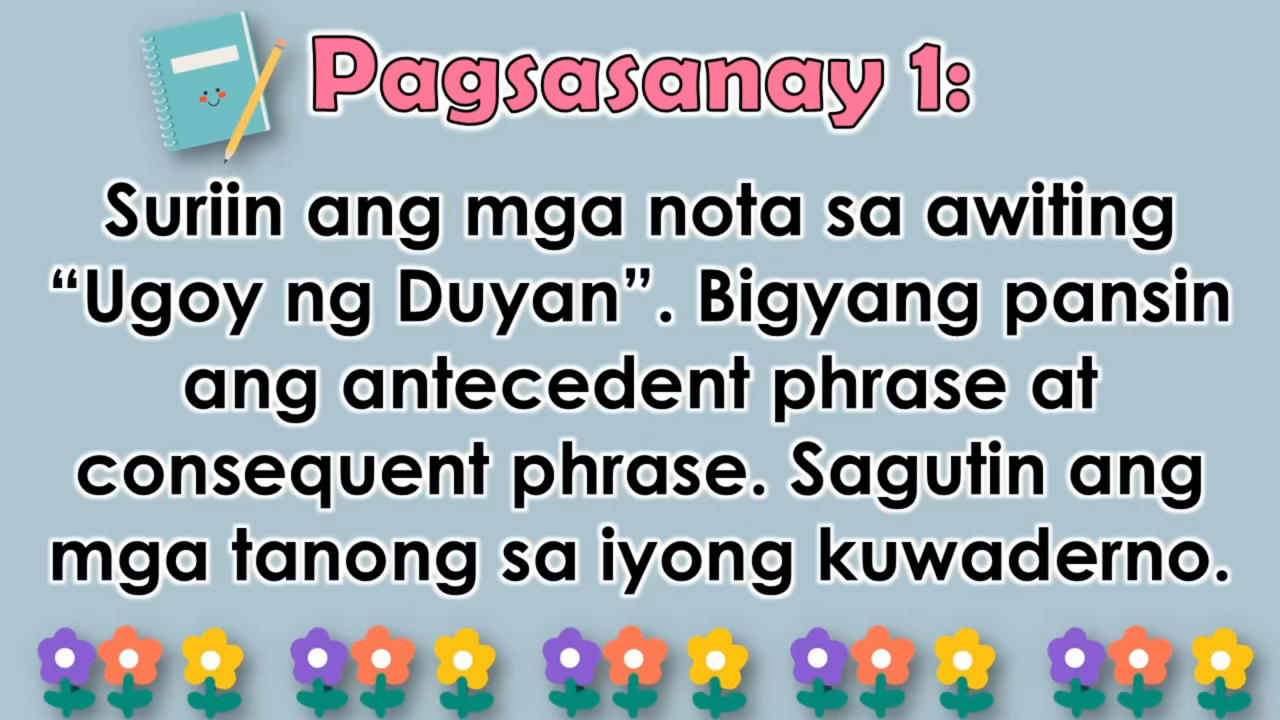 Pagsasanay 1:
Suriin ang mga nota sa awiting
“Ugoy ng Duyan”. Bigyang pansin
ang antecedent phrase at
consequent phrase. Sagutin ang
mga tanong sa iyong kuwaderno.